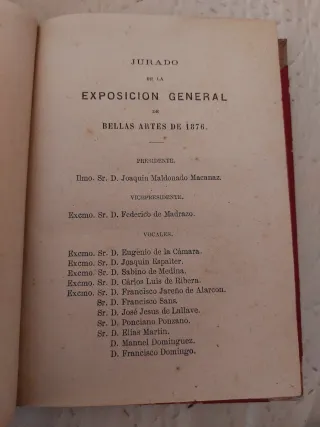 JURADO
DE LA
EXPOSICION GENERAL
DE
BELLAS ARTES DE 1876.
PRESIDENTE.
Ilmo. Sr. D. Joaquin Maldonado Macanaz.
VICEPRESIDENTE.
Excmo. Sr. D. Federico de Madrazo.
VOCALES.
Excmo. Sr. D. Eugenio de la Cámara.
Excmo. Sr. D. Joaquin Espalter.
Excmo. Sr. D. Sabino de Medina.
Excmo. Sr. D. Cárlos Luis de Ribera.
Excmo. Sr. D. Francisco Jareño de Alarcon.
Sr. D. Francisco Sans.
Sr. D. José Jesus de Lallave.
Sr. D. Ponciano Ponzano.
Sr. D. Elías Martin.
D. Manuel Dominguez.
D. Francisco Domingo.